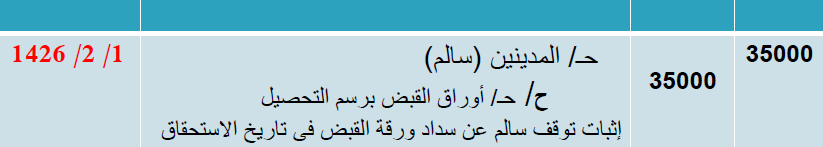 35000
35000
حـ/ المدينين (سالم)
ح/ حـ/ أوراق القبض برسم التحصيل
إثبات توقف سالم عن سداد ورقة القبض فى تاريخ الاستحقاق
1/ 2/ 1426